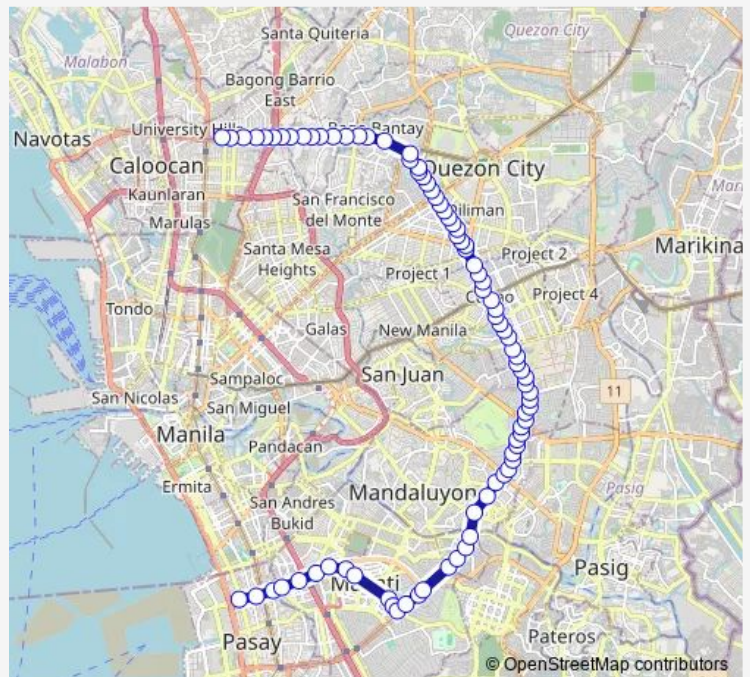 Santa Quiteria
Quezon City
Malabon
Bagong Barrio
East
Navotas
University Hills
Bago Bantay
Caloocan
Quezon City
Kaunlaran
San Francisco
del Monte
Marulas
Diliman
Marikina
Santa Mesa
Heights
Project 2
Project 1
Project 4
Tondo
Galas
New Manila
San Juan
Sampaloc
11
San Nicolas
San Miguel
Manila
Pandacan
Ermita
Pasig
Mandaluyong
San Andres
Bukid
Pasig
Makati
Pasay
Pateros
© OpenStreetMap contributors